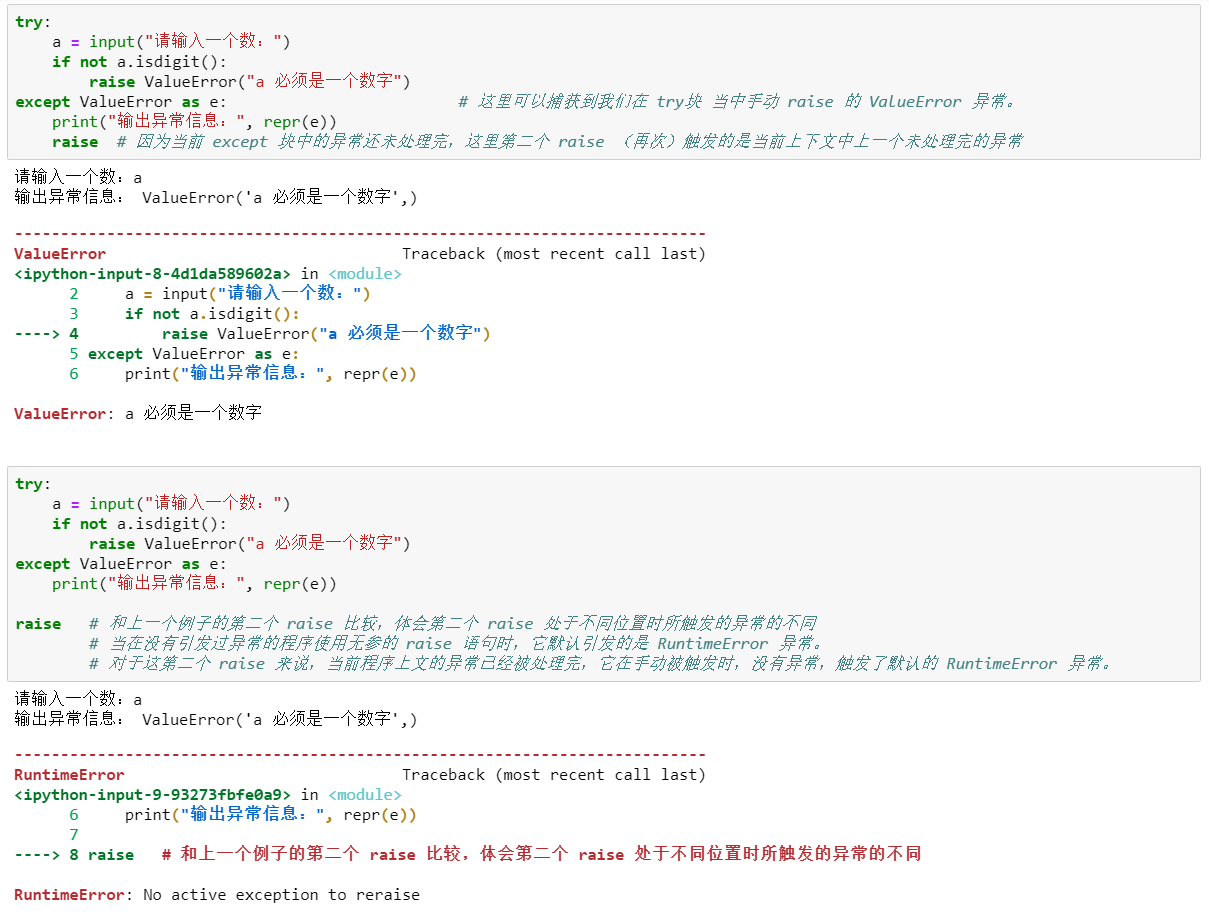 try:
    a = input("请输入一个数：")
    if not a.isdigit():
        raise ValueError("a 必须是一个数字")
except ValueError as e:                         # 这里可以捕获到我们在 try块 当中手动 raise 的 ValueError 异常。
    print("输出异常信息：", repr(e))
    raise  # 因为当前 except 块中的异常还未处理完，这里第二个 raise （再次）触发的是当前上下文中上一个未处理完的异常
请输入一个数：a
输出异常信息： ValueError('a 必须是一个数字',)
---------------------------------------------------------------------------
ValueError                                Traceback (most recent call last)
<ipython-input-8-4d1da589602a> in <module>
      2     a = input("请输入一个数：")
      3     if not a.isdigit():
----> 4         raise ValueError("a 必须是一个数字")
      5 except ValueError as e:
      6     print("输出异常信息：", repr(e))
ValueError: a 必须是一个数字
try:
    a = input("请输入一个数：")
    if not a.isdigit():
        raise ValueError("a 必须是一个数字")
except ValueError as e:
    print("输出异常信息：", repr(e))
raise   # 和上一个例子的第二个 raise 比较，体会第二个 raise 处于不同位置时所触发的异常的不同
        # 当在没有引发过异常的程序使用无参的 raise 语句时，它默认引发的是 RuntimeError 异常。
        # 对于这第二个 raise 来说，当前程序上文的异常已经被处理完，它在手动被触发时，没有异常，触发了默认的 RuntimeError 异常。
请输入一个数：a
输出异常信息： ValueError('a 必须是一个数字',)
---------------------------------------------------------------------------
RuntimeError                              Traceback (most recent call last)
<ipython-input-9-93273fbfe0a9> in <module>
      6     print("输出异常信息：", repr(e))
      7
----> 8 raise   # 和上一个例子的第二个 raise 比较，体会第二个 raise 处于不同位置时所触发的异常的不同
RuntimeError: No active exception to reraise